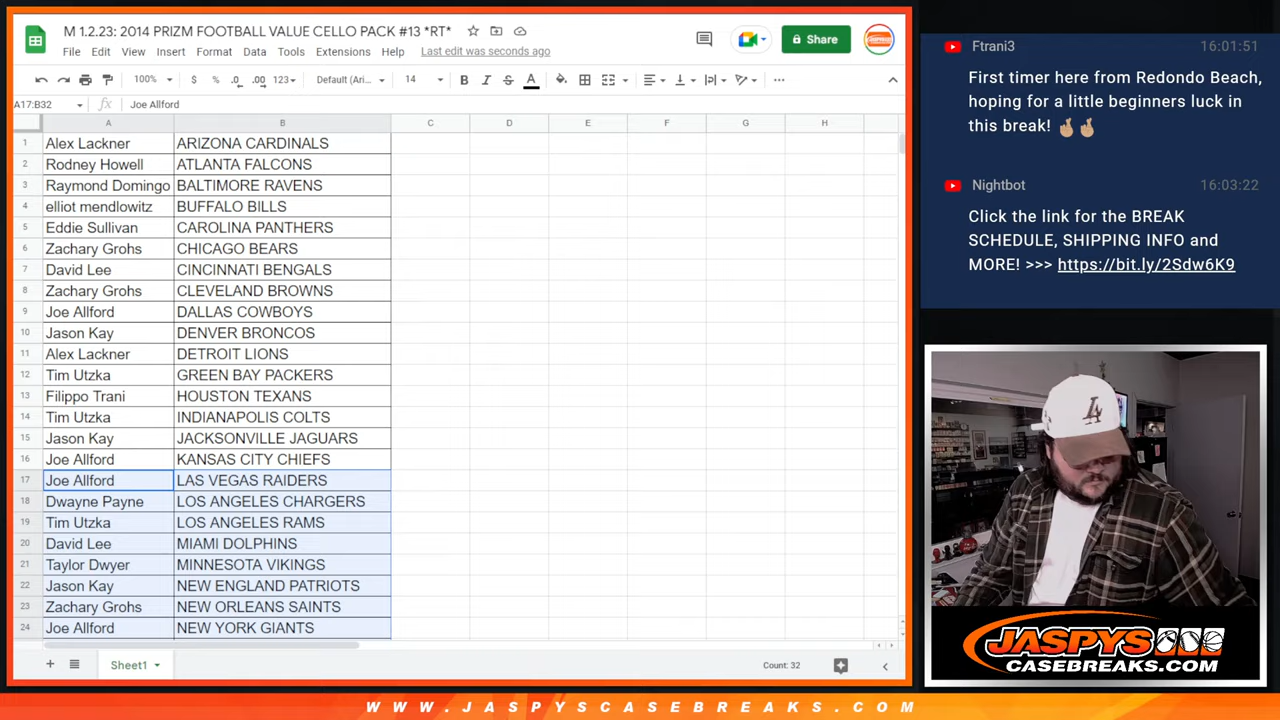 M 1.2.23: 2014 PRIZM FOOTBALL VALUE CELLO PACK #13 *RT*
File Edit View Insert Format Data Tools Extensions Help Last edit was seconds ago
Share
100% $ % .0 .00 123 Default (Ari... 14 B I S A
A17:B32 fx Joe Allford
A B C D E F G H
1 Alex Lackner ARIZONA CARDINALS
2 Rodney Howell ATLANTA FALCONS
3 Raymond Domingo BALTIMORE RAVENS
4 elliot mendlowitz BUFFALO BILLS
5 Eddie Sullivan CAROLINA PANTHERS
6 Zachary Grohs CHICAGO BEARS
7 David Lee CINCINNATI BENGALS
8 Zachary Grohs CLEVELAND BROWNS
9 Joe Allford DALLAS COWBOYS
10 Jason Kay DENVER BRONCOS
11 Alex Lackner DETROIT LIONS
12 Tim Utzka GREEN BAY PACKERS
13 Filippo Trani HOUSTON TEXANS
14 Tim Utzka INDIANAPOLIS COLTS
15 Jason Kay JACKSONVILLE JAGUARS
16 Joe Allford KANSAS CITY CHIEFS
17 Joe Allford LAS VEGAS RAIDERS
18 Dwayne Payne LOS ANGELES CHARGERS
19 Tim Utzka LOS ANGELES RAMS
20 David Lee MIAMI DOLPHINS
21 Taylor Dwyer MINNESOTA VIKINGS
22 Jason Kay NEW ENGLAND PATRIOTS
23 Zachary Grohs NEW ORLEANS SAINTS
24 Joe Allford NEW YORK GIANTS
Sheet1
Count: 32
Ftrani3 16:01:51
First timer here from Redondo Beach,
hoping for a little beginners luck in
this break! 🤞🏼 🤞🏼
Nightbot 16:03:22
Click the link for the BREAK
SCHEDULE, SHIPPING INFO and
MORE! >>> https://bit.ly/2Sdw6K9
LA
JASPYS
CASEBREAKS.COM
WWW.JASPYSCASEBREAKS.COM